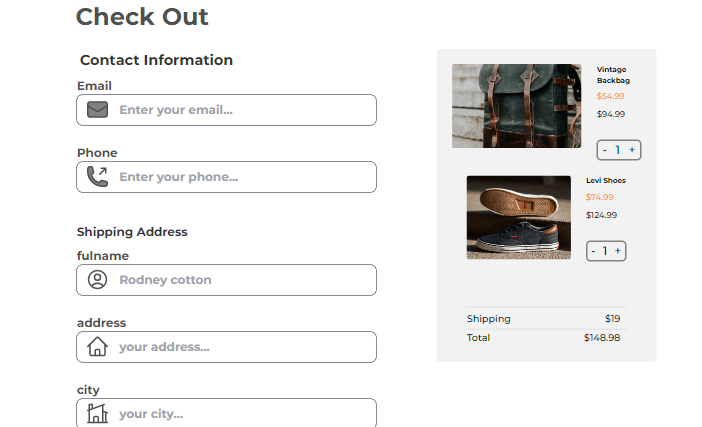 Check Out
Contact Information
Email
Enter your email...
Phone
Enter your phone...
Shipping Address
fulname
Rodney cotton
address
your address...
city
your city...
Vintage
Backbag
$54.99
$94.99
- 1 +
Levi Shoes
$74.99
$124.99
- 1 +
Shipping $19
Total $148.98